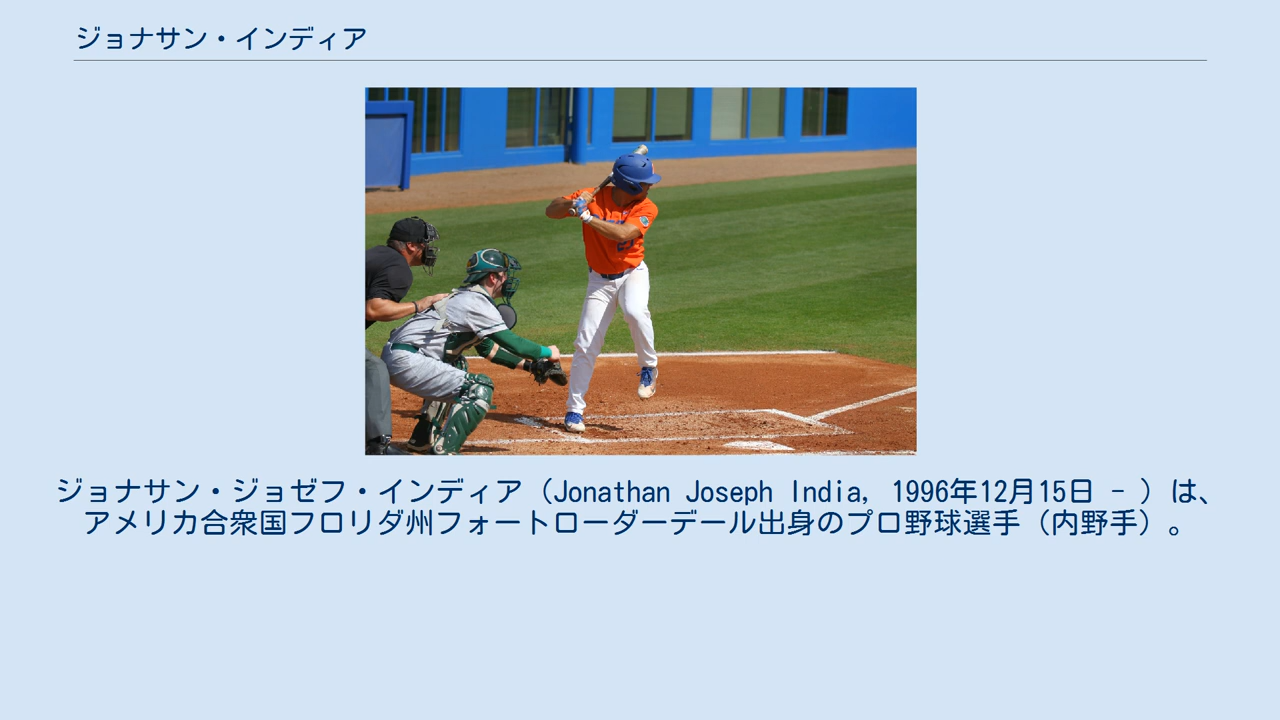 ジョナサン・インディア
ジョナサン・ジョゼフ・インディア（Jonathan Joseph India, 1996年12月15日 - ）は、
アメリカ合衆国フロリダ州フォートローダーデール出身のプロ野球選手（内野手）。